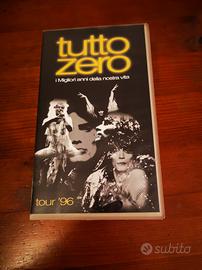 tutto
zero
i Migliori anni della nostra vita
tour '96
subito